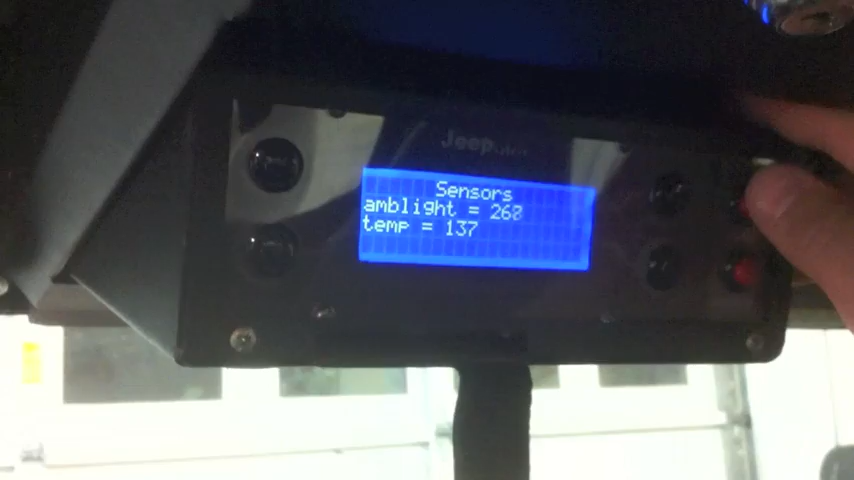 Jeep
Sensors
amblight = 268
temp = 137